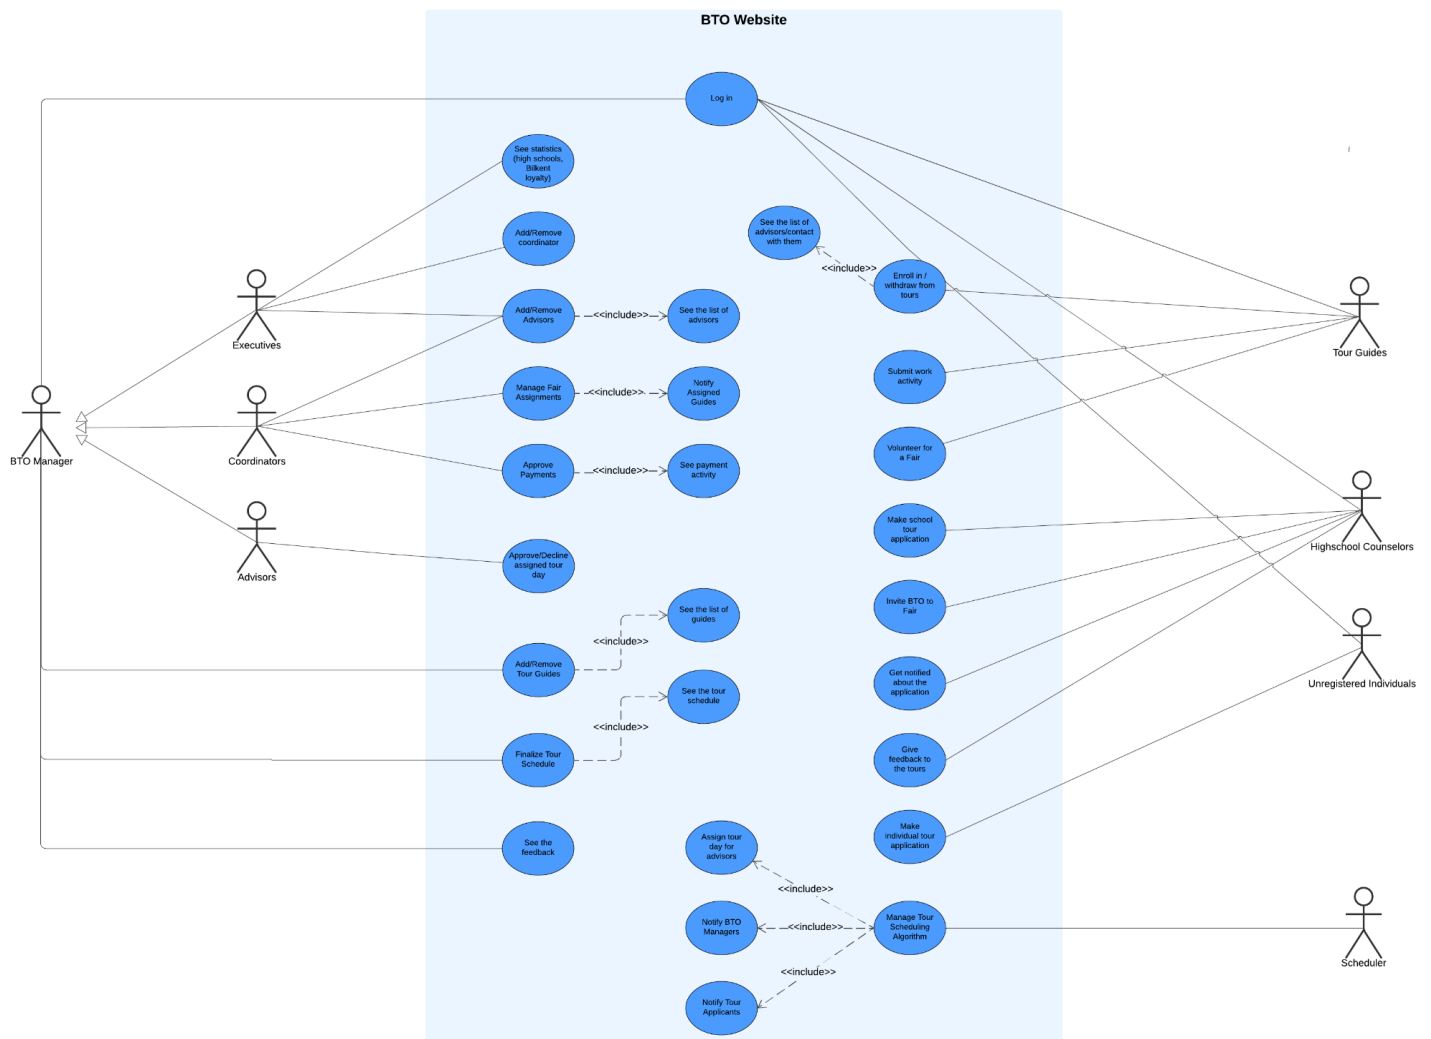 BTO Website
Log in
See statistics
(high schools,
Bilkent
loyalty)
Add/Remove
coordinator
See the list of
advisors/contact
with them
<<include>>
Enroll in /
withdraw from
tours
Executives
Add/Remove
Advisors
<<include>>
See the list of
advisors
Tour Guides
Submit work
activity
BTO Manager
Coordinators
Manage Fair
Assignments
<<include>>
Notify
Assigned
Guides
Volunteer for
a Fair
Approve
Payments
<<include>>
See payment
activity
Make school
tour
application
Highschool Counselors
Advisors
Approve/Decline
assigned tour
day
Invite BTO to
Fair
See the list of
guides
<<include>>
Add/Remove
Tour Guides
Get notified
about the
application
Unregistered Individuals
See the tour
schedule
<<include>>
Finalize Tour
Schedule
Give
feedback to
the tours
See the
feedback
Assign tour
day for
advisors
Make
individual tour
application
<<include>>
Notify BTO
Managers
<<include>>
Manage Tour
Scheduling
Algorithm
Scheduler
<<include>>
Notify Tour
Applicants